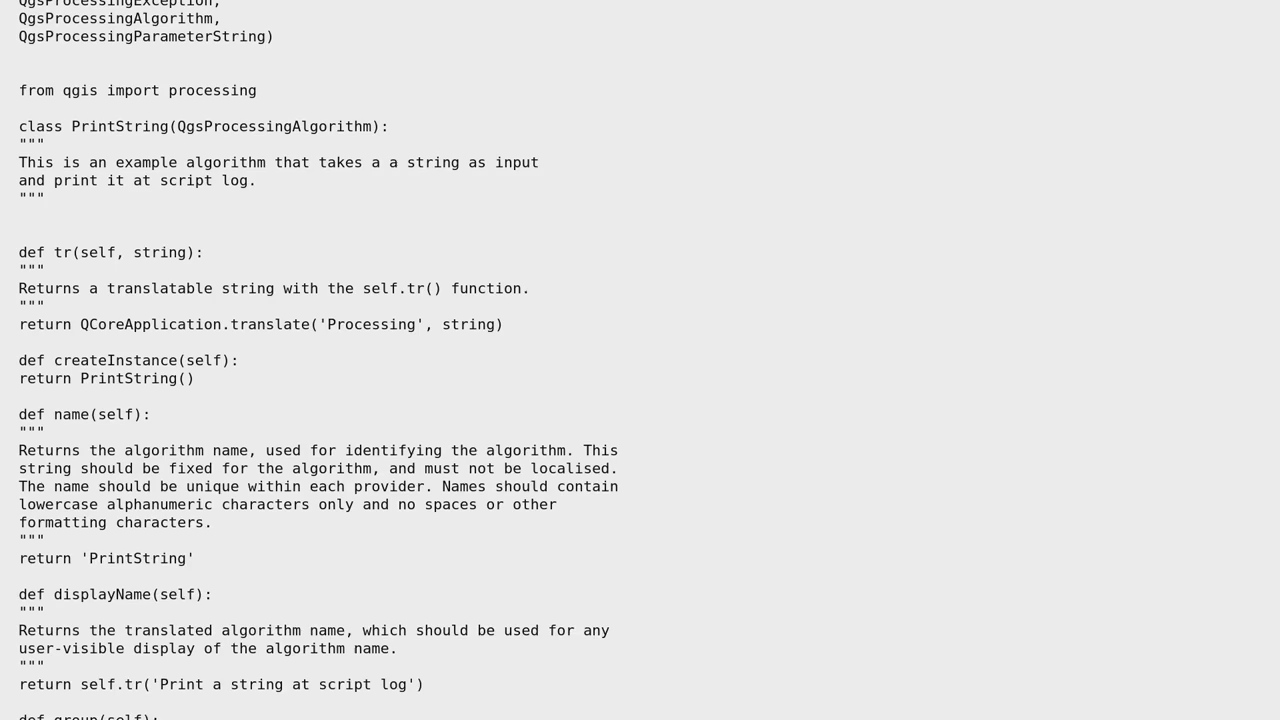 QgsProcessingException,
QgsProcessingAlgorithm,
QgsProcessingParameterString)
from qgis import processing
class PrintString(QgsProcessingAlgorithm):
"""
This is an example algorithm that takes a a string as input
and print it at script log.
"""
def tr(self, string):
"""
Returns a translatable string with the self.tr() function.
"""
return QCoreApplication.translate('Processing', string)
def createInstance(self):
return PrintString()
def name(self):
"""
Returns the algorithm name, used for identifying the algorithm. This
string should be fixed for the algorithm, and must not be localised.
The name should be unique within each provider. Names should contain
lowercase alphanumeric characters only and no spaces or other
formatting characters.
"""
return 'PrintString'
def displayName(self):
"""
Returns the translated algorithm name, which should be used for any
user-visible display of the algorithm name.
"""
return self.tr('Print a string at script log')
def group(self):